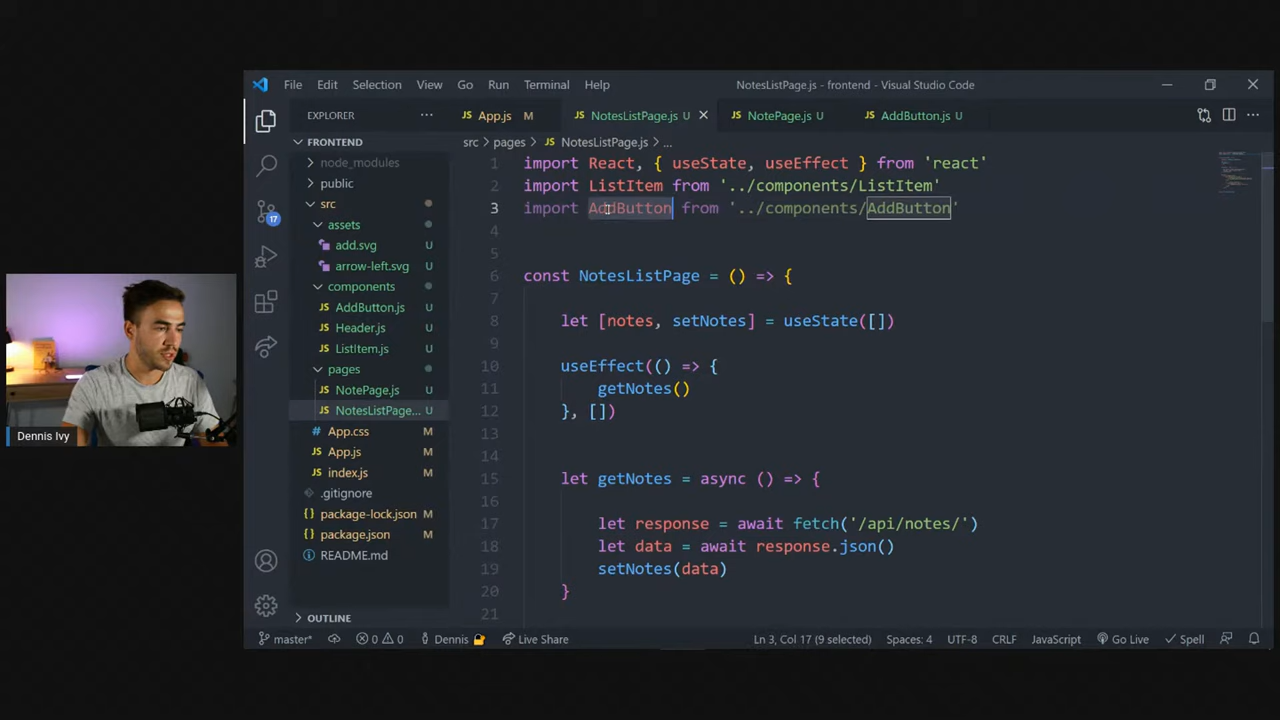 File Edit Selection View Go Run Terminal Help NotesListPage.js - frontend - Visual Studio Code
EXPLORER
App.js M NotesListPage.js U NotePage.js U AddButton.js U
FRONTEND
node_modules
public
src
assets
add.svg U
arrow-left.svg U
components
AddButton.js U
Header.js U
ListItem.js U
pages
NotePage.js U
NotesListPage... U
App.css M
App.js M
index.js M
.gitignore
package-lock.json M
package.json M
README.md
OUTLINE
17
src > pages > JS NotesListPage.js > ...
1 import React, { useState, useEffect } from 'react'
2 import ListItem from '../components/ListItem'
3 import AddButton from '../components/AddButton'
4
5
6 const NotesListPage = () => {
7
8 let [notes, setNotes] = useState([])
9
10 useEffect(() => {
11 getNotes()
12 }, [])
13
14
15 let getNotes = async () => {
16
17 let response = await fetch('/api/notes/')
18 let data = await response.json()
19 setNotes(data)
20 }
21
Dennis Ivy
master* 0 0 Dennis Live Share Ln 3, Col 17 (9 selected) Spaces: 4 UTF-8 CRLF JavaScript Go Live Spell